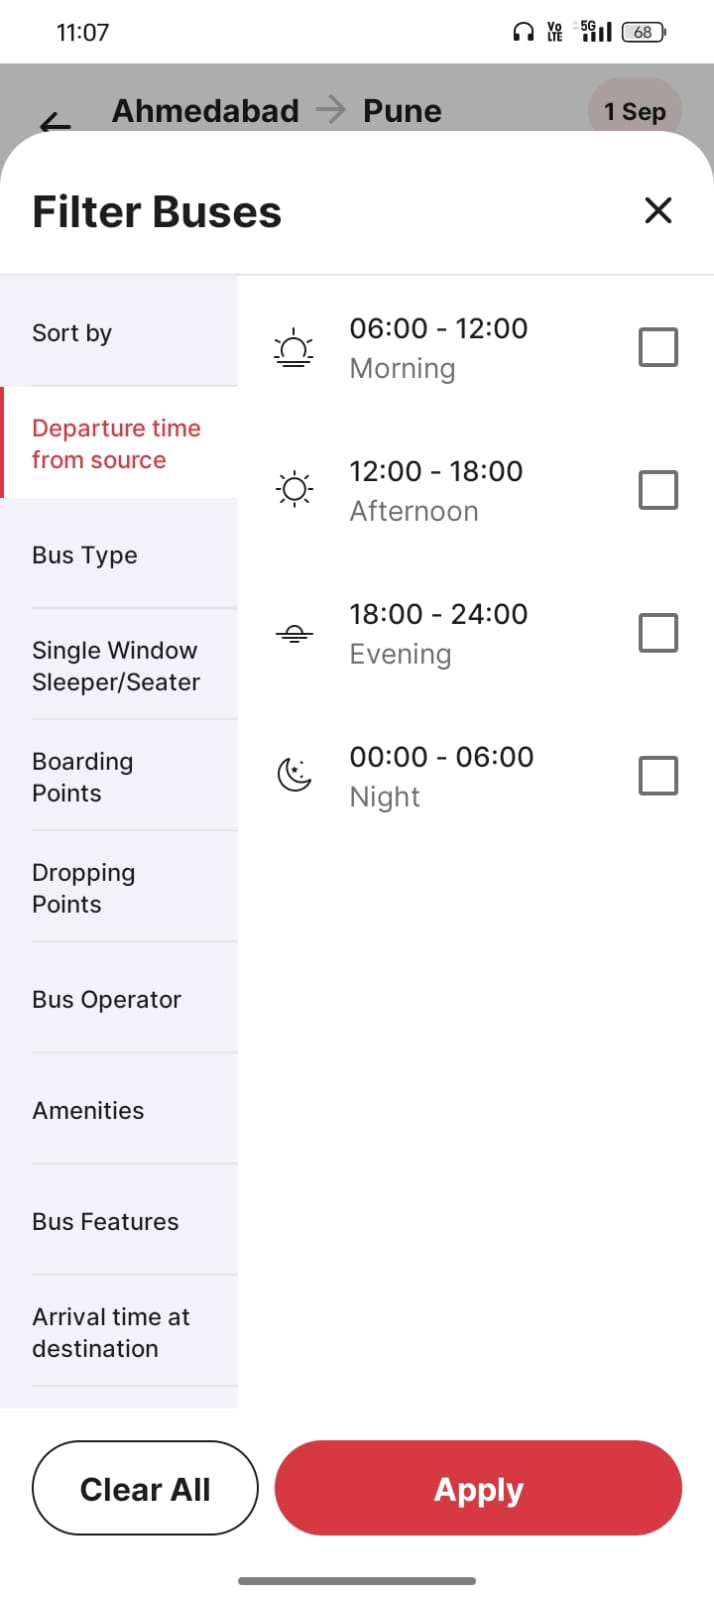 11:07
Vo LTE 5G 68
Ahmedabad → Pune
1 Sep
Filter Buses
Sort by
Departure time
from source
Bus Type
Single Window
Sleeper/Seater
Boarding
Points
Dropping
Points
Bus Operator
Amenities
Bus Features
Arrival time at
destination
06:00 - 12:00
Morning
12:00 - 18:00
Afternoon
18:00 - 24:00
Evening
00:00 - 06:00
Night
Clear All
Apply